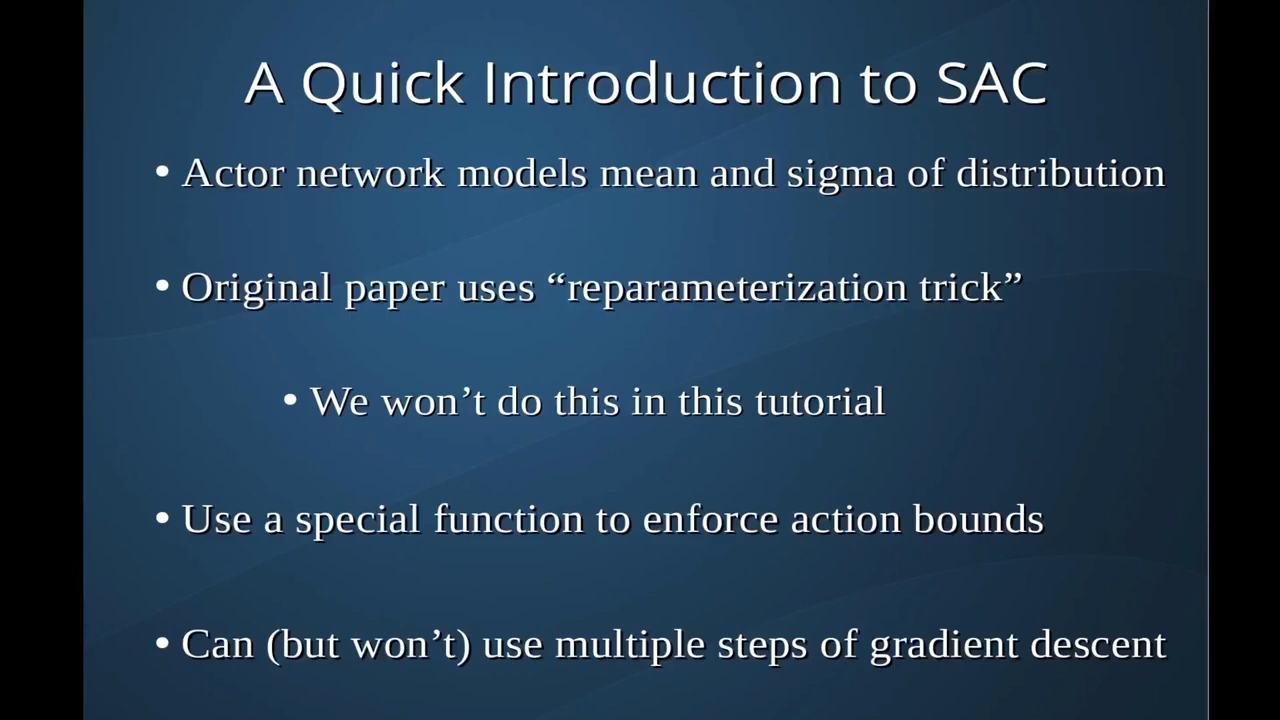 A Quick Introduction to SAC
• Actor network models mean and sigma of distribution
• Original paper uses “reparameterization trick”
• We won’t do this in this tutorial
• Use a special function to enforce action bounds
• Can (but won’t) use multiple steps of gradient descent